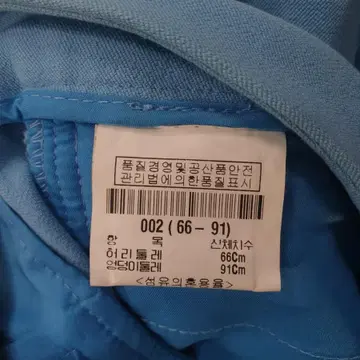 품질경영및공산품안전
관리법에의한품질표시
002 ( 66 - 91)
항 목 신체치수
허리둘레 66Cm
엉덩이둘레 91Cm
<섬유의혼용율>